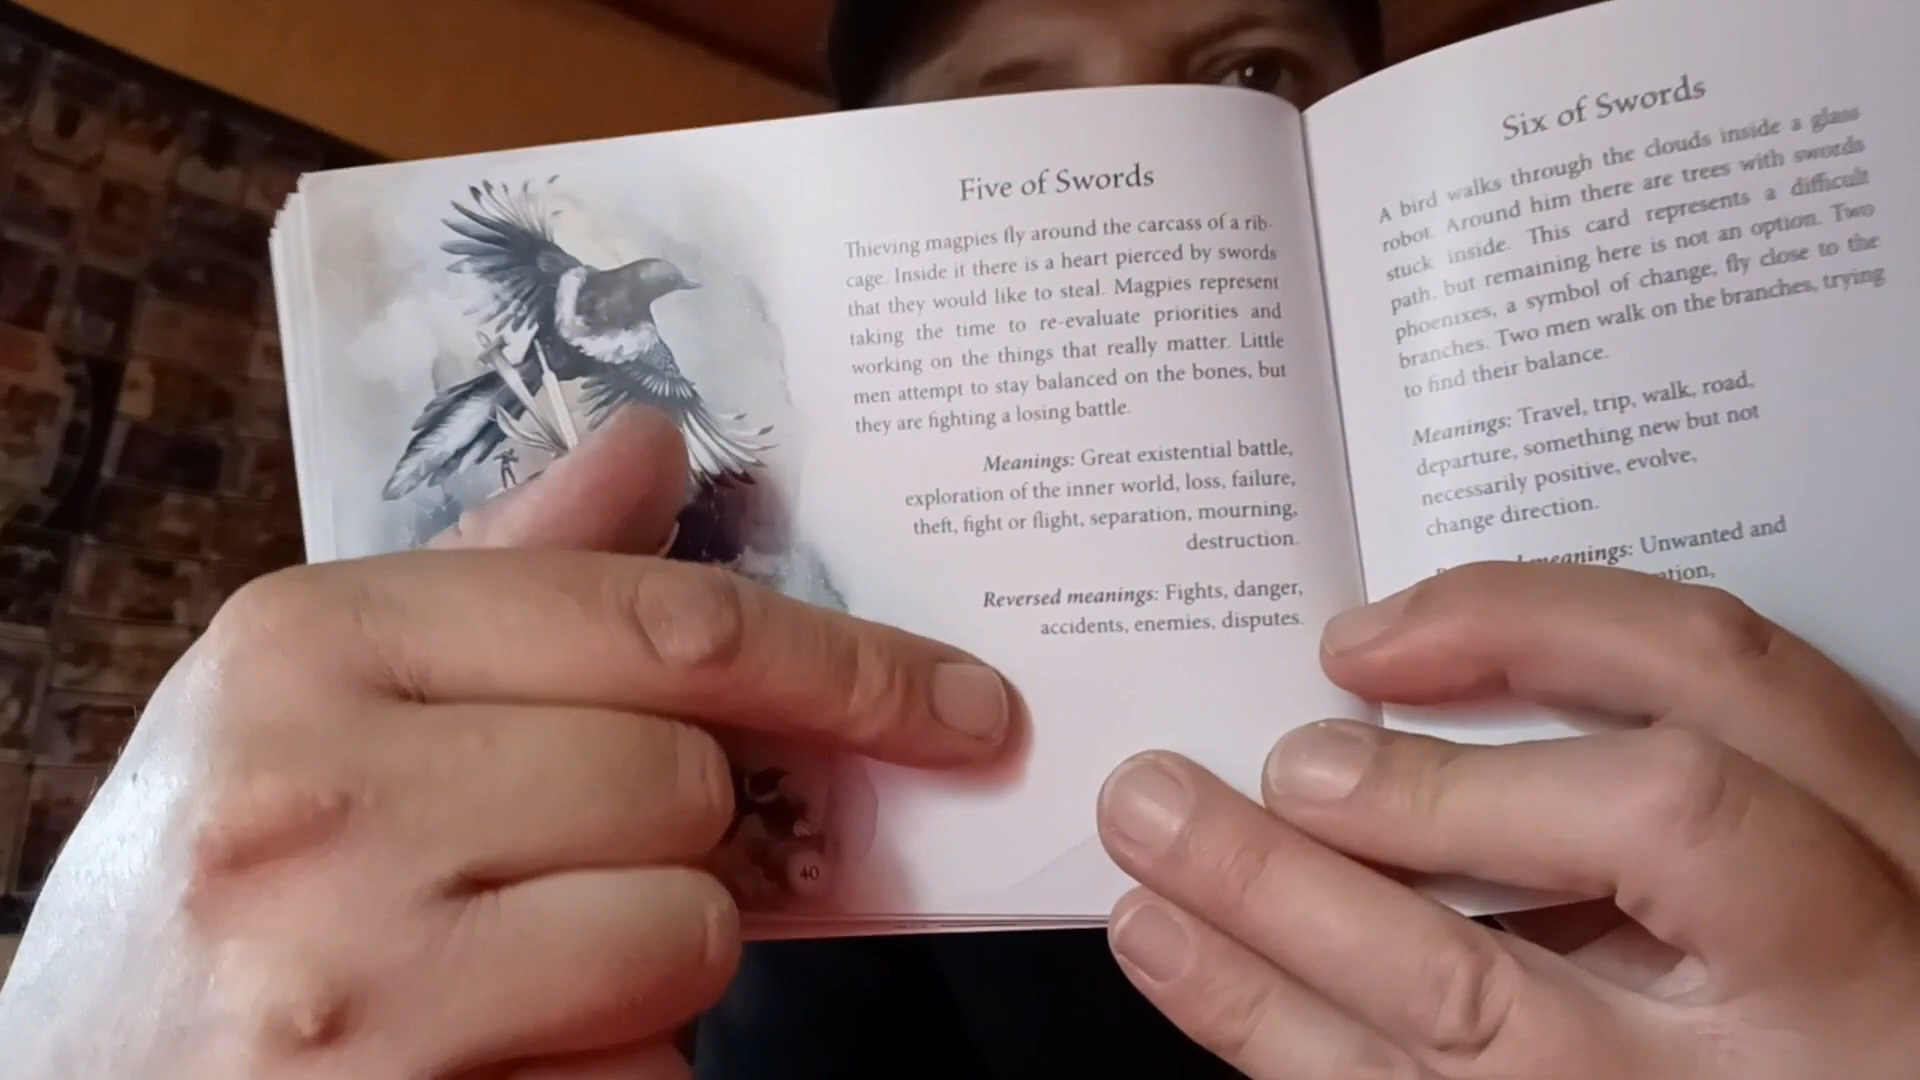 Five of Swords
Thieving magpies fly around the carcass of a rib-
cage. Inside it there is a heart pierced by swords
that they would like to steal. Magpies represent
taking the time to re-evaluate priorities and
working on the things that really matter. Little
men attempt to stay balanced on the bones, but
they are fighting a losing battle.
Meanings: Great existential battle,
exploration of the inner world, loss, failure,
theft, fight or flight, separation, mourning,
destruction.
Reversed meanings: Fights, danger,
accidents, enemies, disputes.
40
Six of Swords
A bird walks through the clouds inside a glass
robot. Around him there are trees with swords
stuck inside. This card represents a difficult
path, but remaining here is not an option. Two
phoenixes, a symbol of change, fly close to the
branches. Two men walk on the branches, trying
to find their balance.
Meanings: Travel, trip, walk, road,
departure, something new but not
necessarily positive, evolve,
change direction.
meanings: Unwanted and